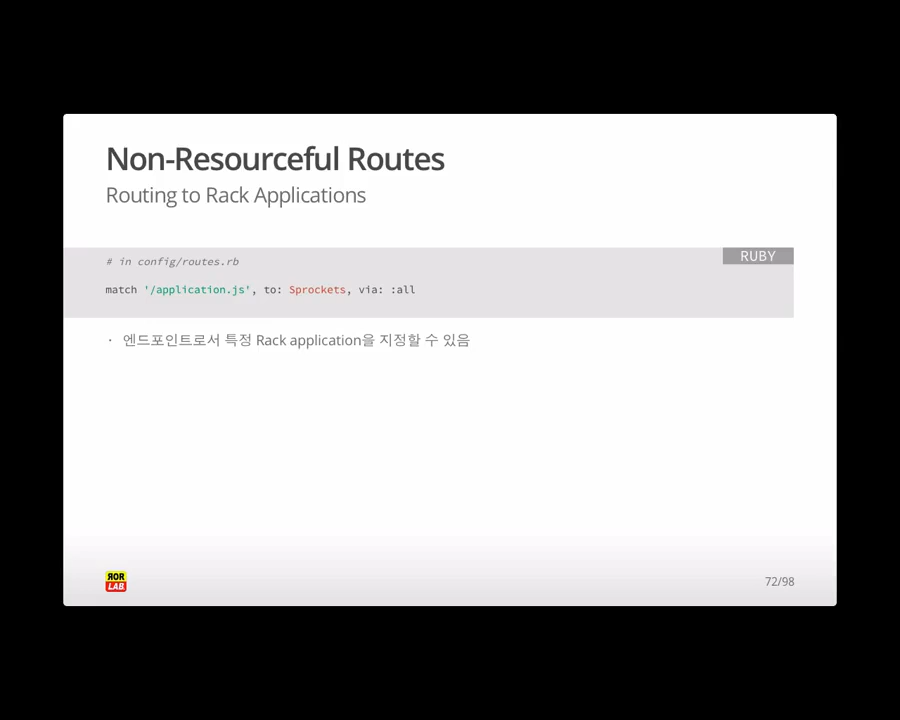 Non-Resourceful Routes
Routing to Rack Applications
RUBY
# in config/routes.rb
match '/application.js', to: Sprockets, via: :all
· 엔드포인트로서 특정 Rack application을 지정할 수 있음
ROR
LAB.
72/98